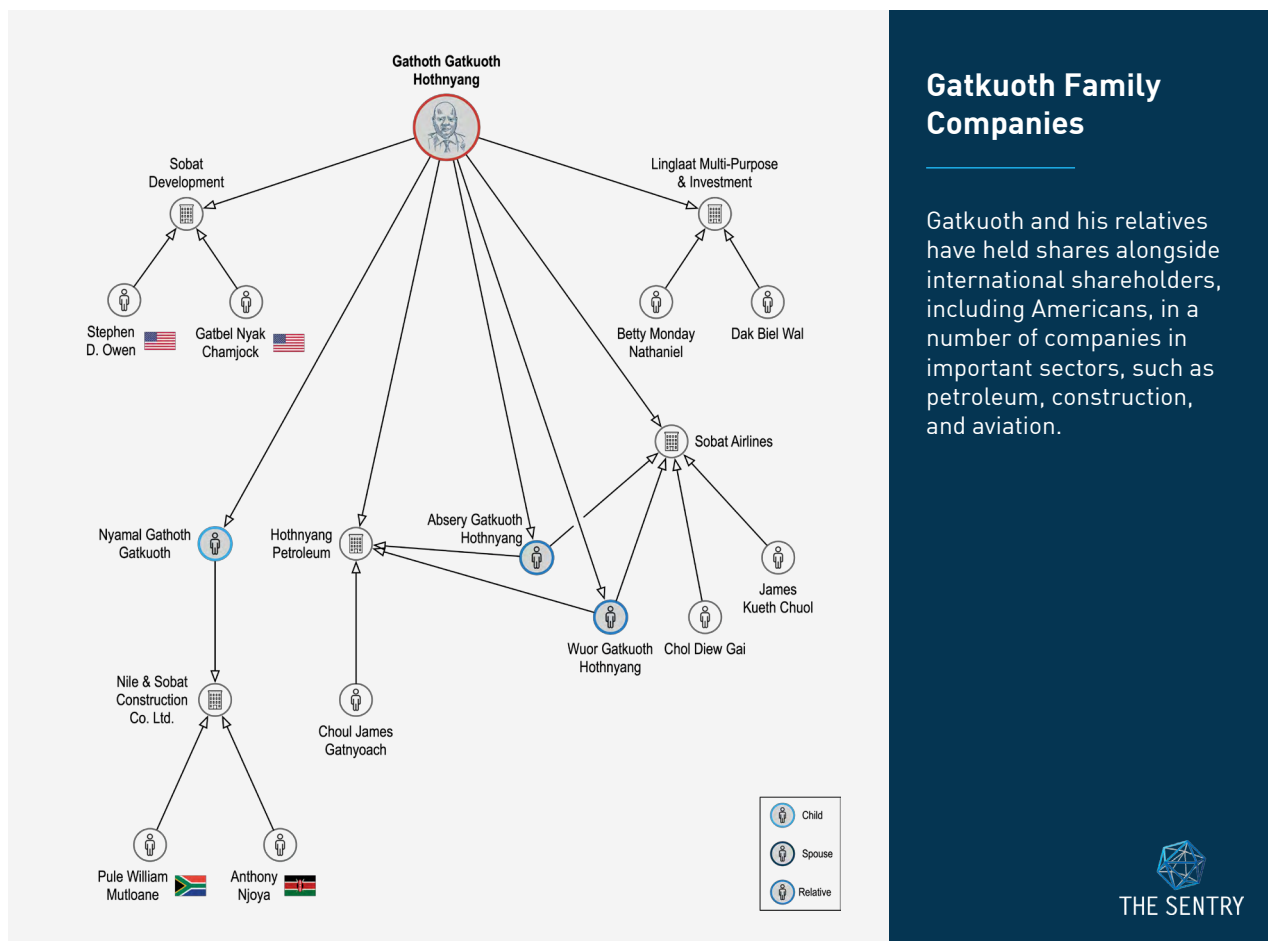 Gathoth Gatkuoth
Hothnyang
Sobat
Development
Linglaat Multi-Purpose
& Investment
Stephen
D. Owen
Gatbel Nyak
Chamjock
Betty Monday
Nathaniel
Dak Biel Wal
Sobat Airlines
Nyamal Gathoth
Gatkuoth
Hothnyang
Petroleum
Absery Gatkuoth
Hothnyang
James
Kueth Chuol
Wuor Gatkuoth
Hothnyang
Chol Diew Gai
Nile & Sobat
Construction
Co. Ltd.
Choul James
Gatnyoach
Pule William
Mutloane
Anthony
Njoya
Child
Spouse
Relative
Gatkuoth Family
Companies
Gatkuoth and his relatives
have held shares alongside
international shareholders,
including Americans, in a
number of companies in
important sectors, such as
petroleum, construction,
and aviation.
THE SENTRY